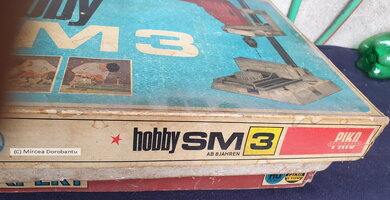 hobby
SM 3
hobby SM 3
AB 8 JAHREN
PIKO
(C) Mircea Dorobantu